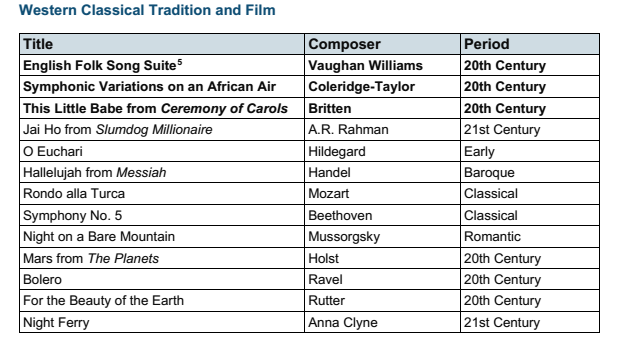 Western Classical Tradition and Film
Title Composer Period
English Folk Song Suite⁵ Vaughan Williams 20th Century
Symphonic Variations on an African Air Coleridge-Taylor 20th Century
This Little Babe from Ceremony of Carols Britten 20th Century
Jai Ho from Slumdog Millionaire A.R. Rahman 21st Century
O Euchari Hildegard Early
Hallelujah from Messiah Handel Baroque
Rondo alla Turca Mozart Classical
Symphony No. 5 Beethoven Classical
Night on a Bare Mountain Mussorgsky Romantic
Mars from The Planets Holst 20th Century
Bolero Ravel 20th Century
For the Beauty of the Earth Rutter 20th Century
Night Ferry Anna Clyne 21st Century